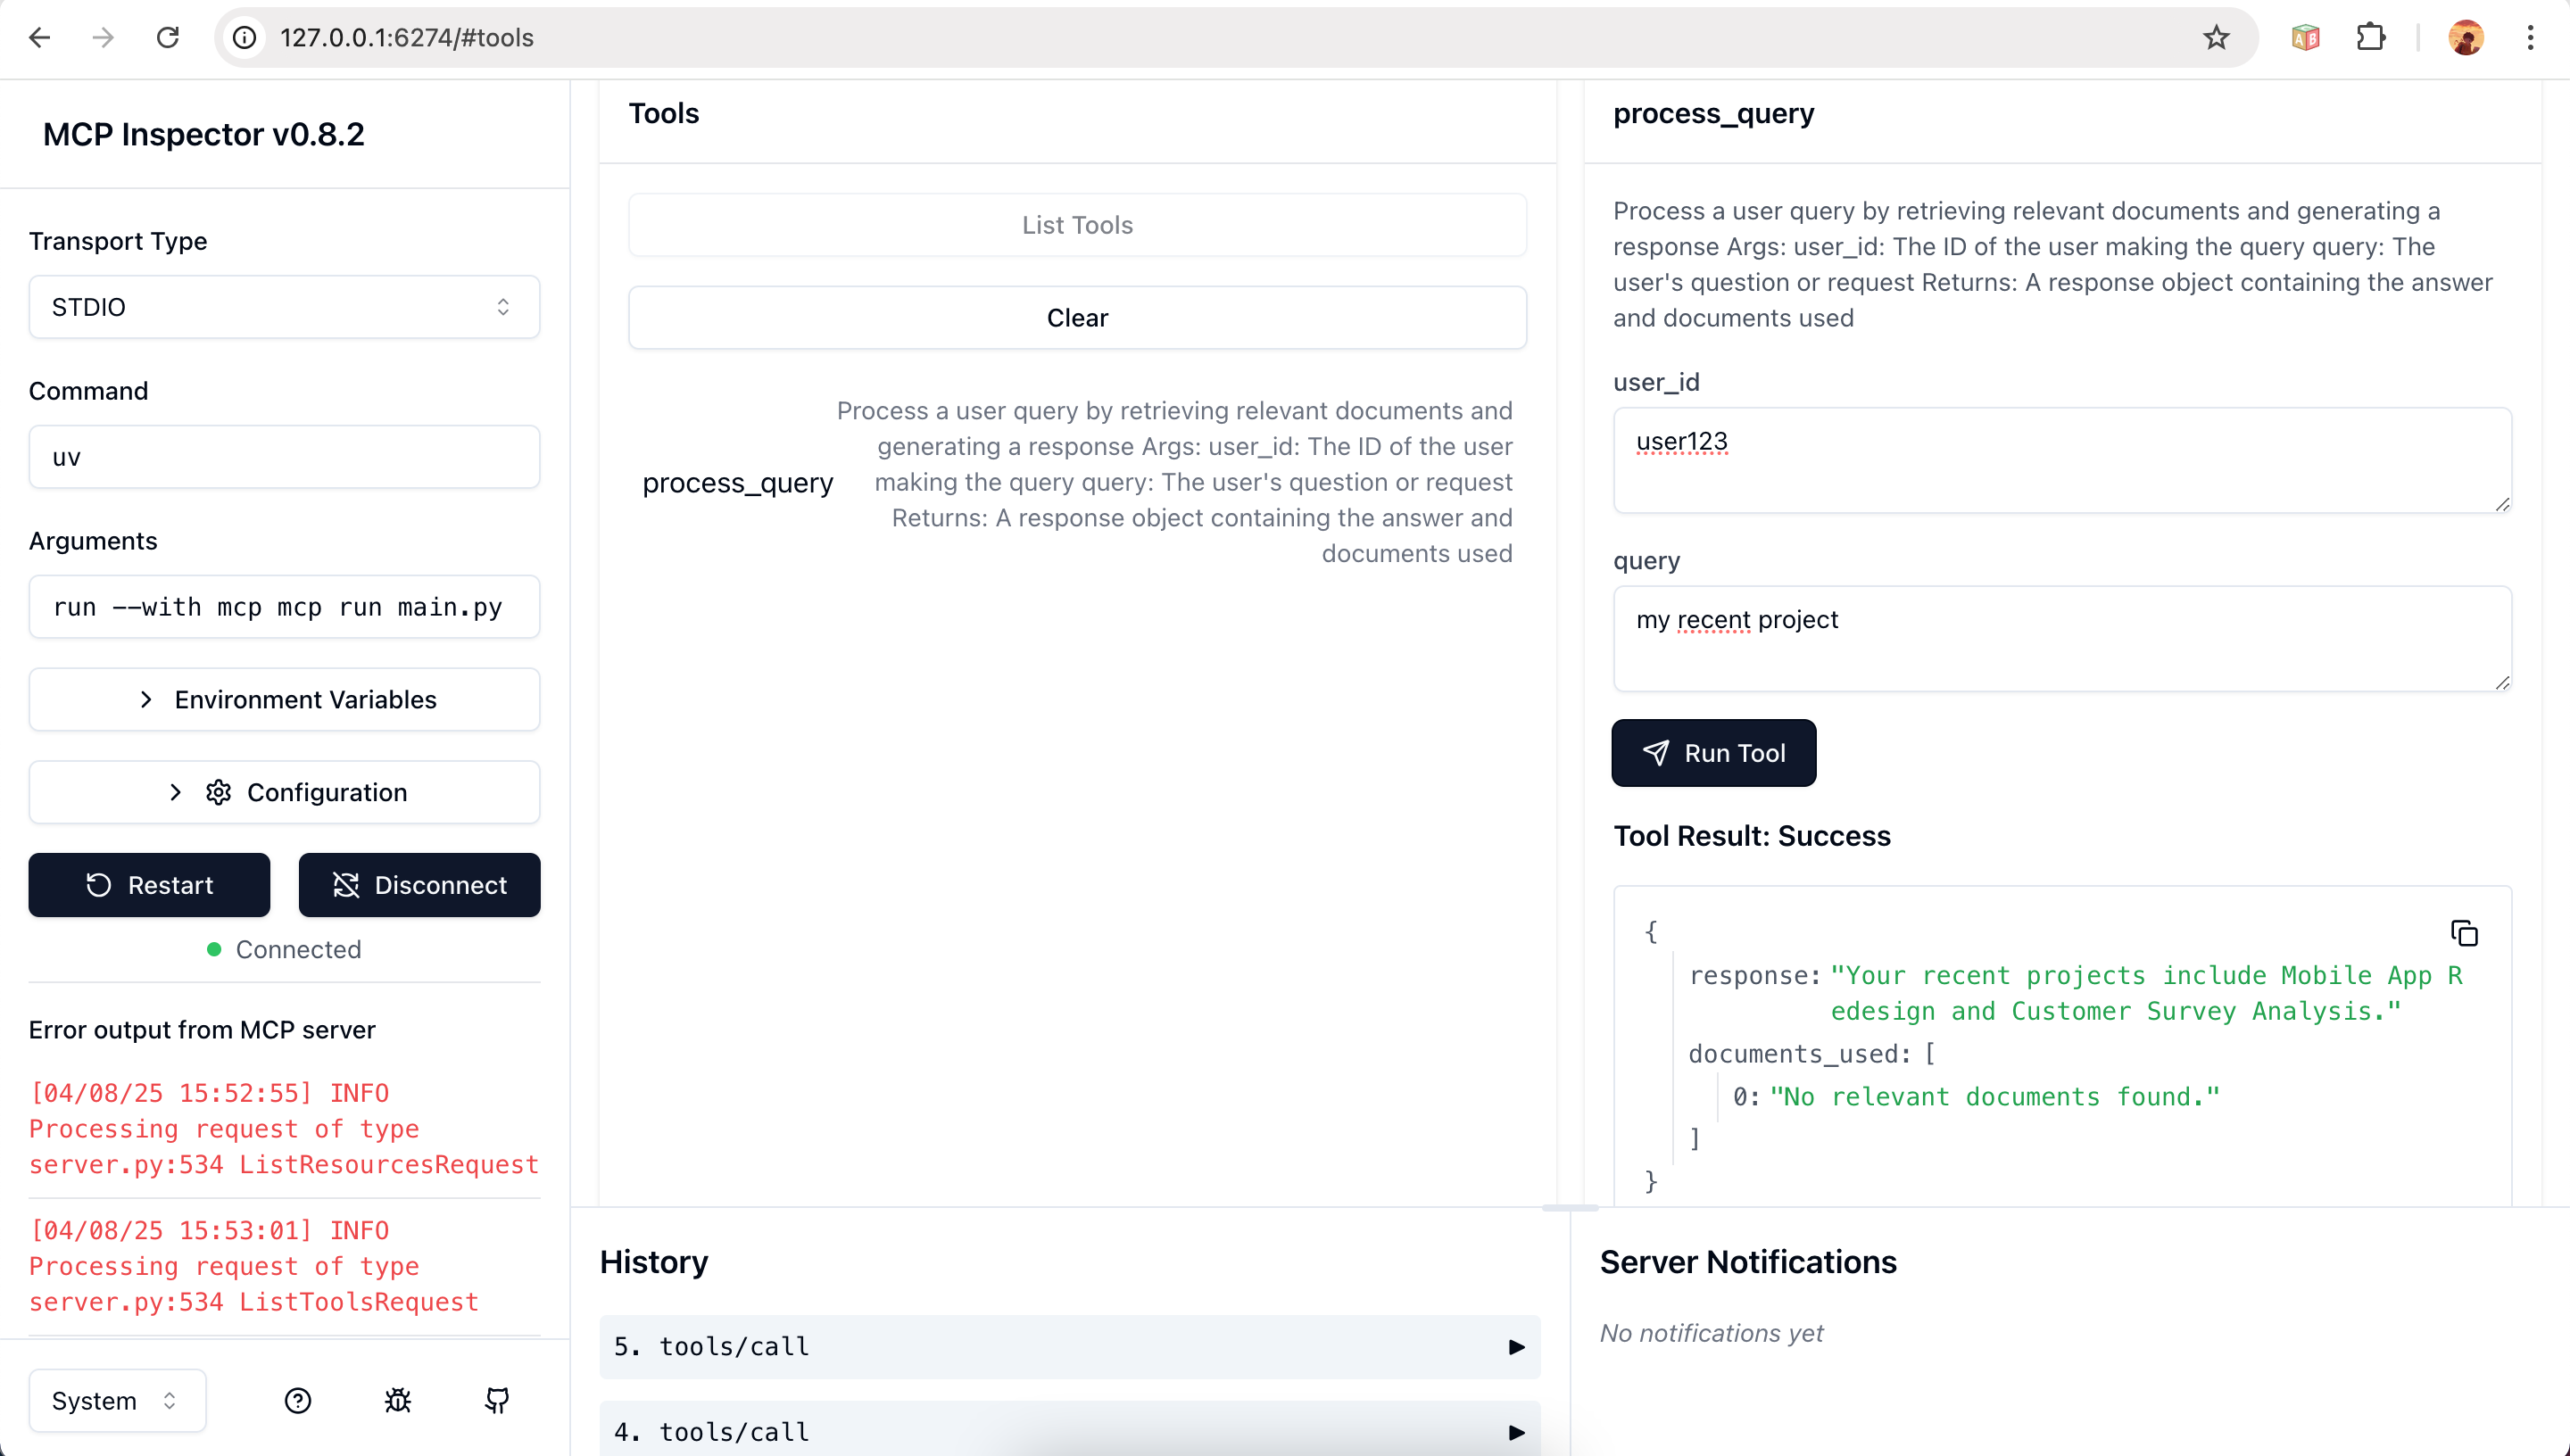 127.0.0.1:6274/#tools
MCP Inspector v0.8.2
Transport Type
STDIO
Command
uv
Arguments
run --with mcp mcp run main.py
Environment Variables
Configuration
Restart
Disconnect
Connected
Error output from MCP server
[04/08/25 15:52:55] INFO
Processing request of type
server.py:534 ListResourcesRequest
[04/08/25 15:53:01] INFO
Processing request of type
server.py:534 ListToolsRequest
System
Tools
List Tools
Clear
process_query
Process a user query by retrieving relevant documents and
generating a response Args: user_id: The ID of the user
making the query query: The user's question or request
Returns: A response object containing the answer and
documents used
process_query
Process a user query by retrieving relevant documents and generating a
response Args: user_id: The ID of the user making the query query: The
user's question or request Returns: A response object containing the answer
and documents used
user_id
user123
query
my recent project
Run Tool
Tool Result: Success
{
response: "Your recent projects include Mobile App R
edesign and Customer Survey Analysis."
documents_used: [
0: "No relevant documents found."
]
}
History
5. tools/call
4. tools/call
Server Notifications
No notifications yet